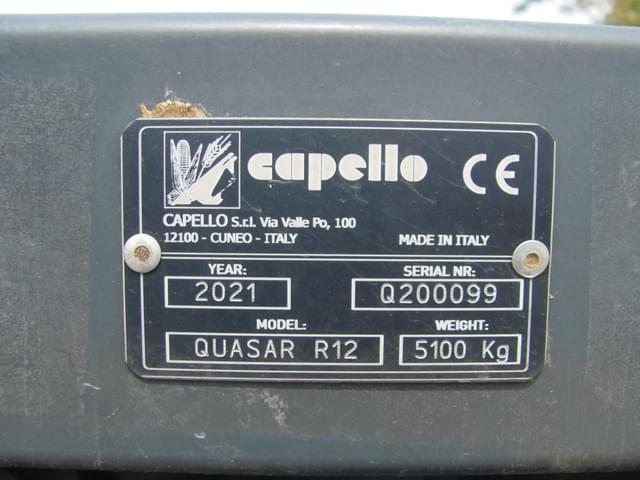 capello CE
CAPELLO S.r.l. Via Valle Po, 100
12100 - CUNEO - ITALY MADE IN ITALY
YEAR: SERIAL NR:
2021 Q200099
MODEL: WEIGHT:
QUASAR R12 5100 Kg